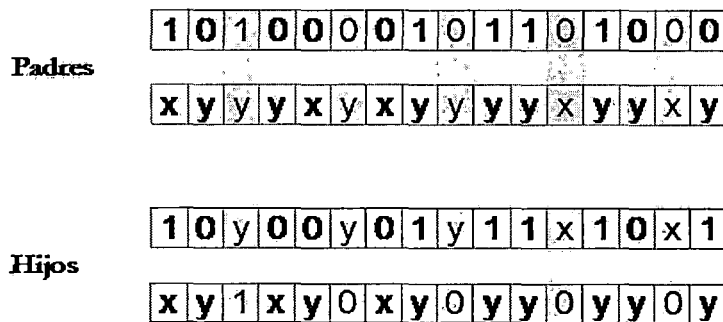 1 0 1 0 0 0 0 1 0 1 1 0 1 0 0 0
Padres
x y y y x y x y y y y x y y x y
1 0 y 0 0 y 0 1 y 1 1 x 1 0 x 1
Hijos
x y 1 x y 0 x y 0 y y 0 y y 0 y